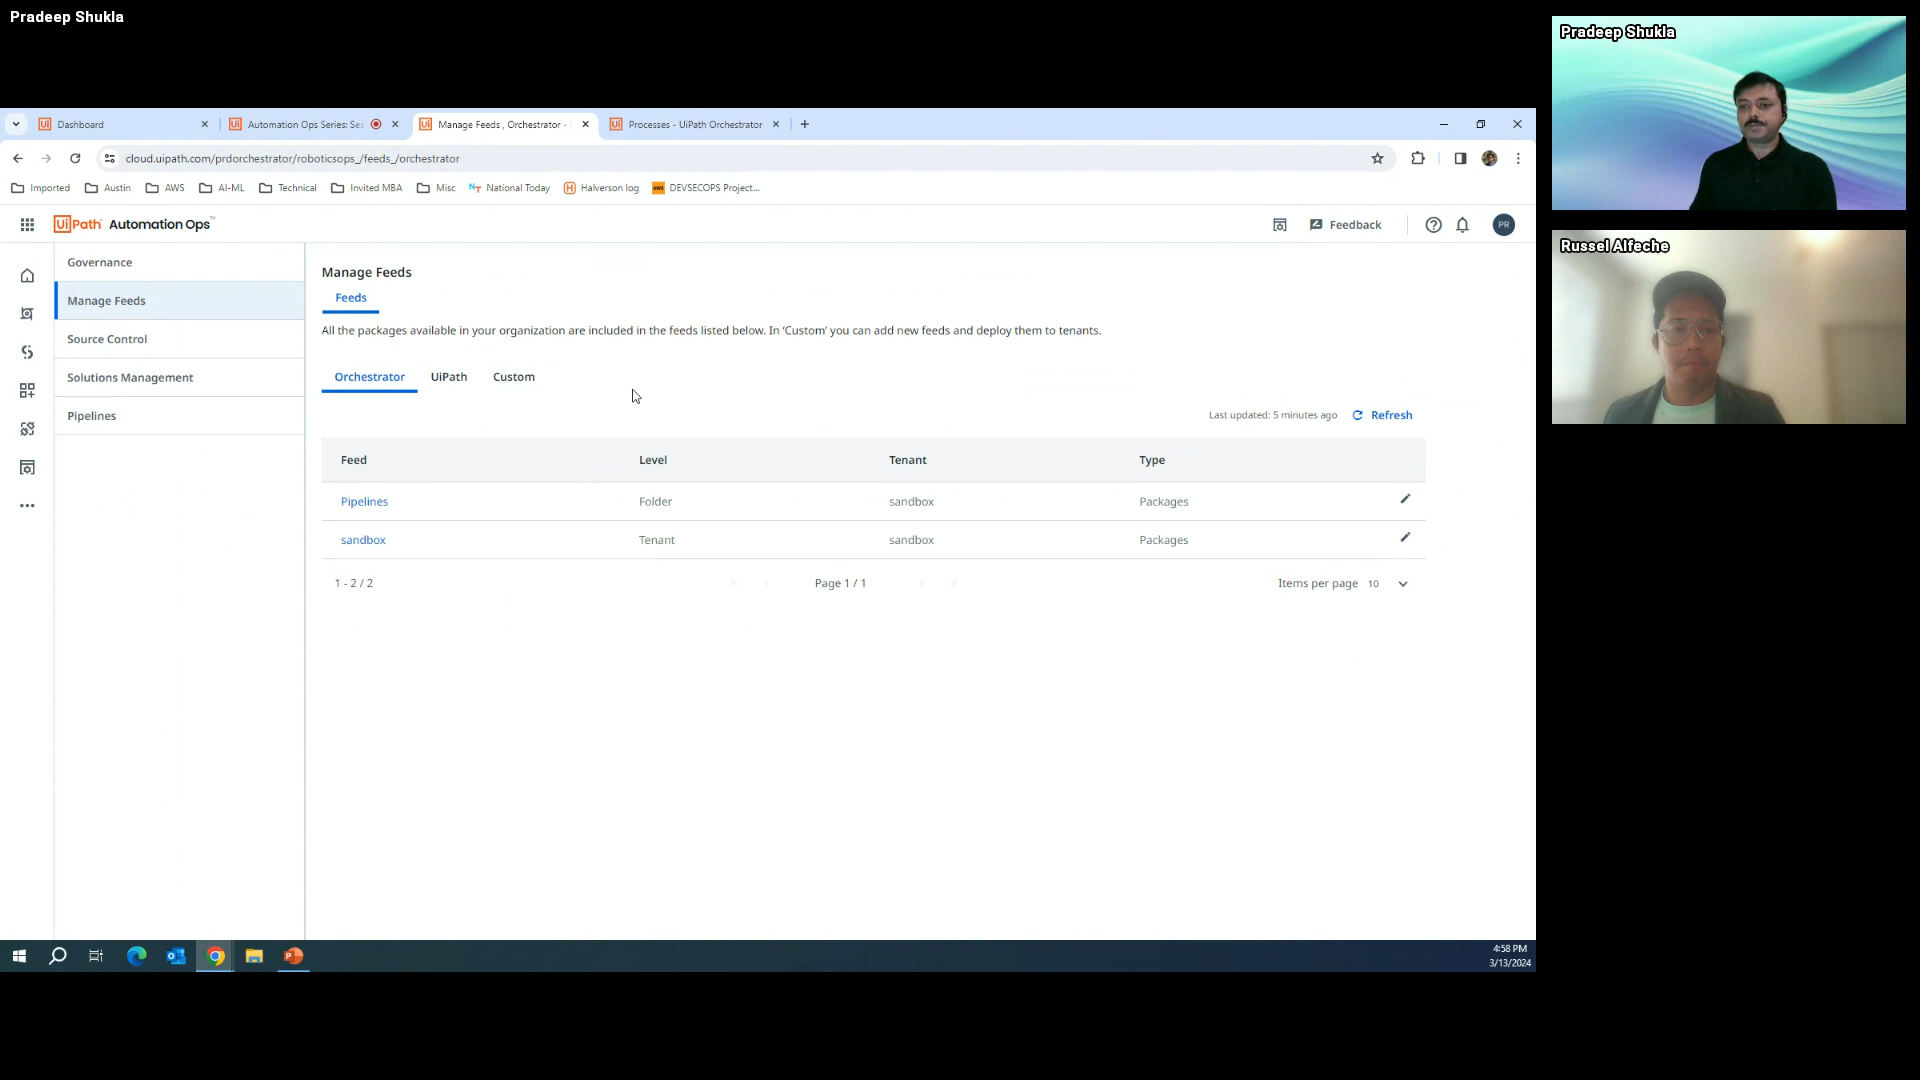 Pradeep Shukla
Pradeep Shukla
Russel Alfeche
Dashboard
Automation Ops Series: Se
Manage Feeds , Orchestrator -
Processes - UiPath Orchestrator
cloud.uipath.com/prdorchestrator/roboticsops_/feeds_/orchestrator
Imported Austin AWS AI-ML Technical Invited MBA Misc National Today Halverson log DEVSECOPS Project...
UiPath Automation Ops™
Feedback
PR
Governance
Manage Feeds
Source Control
Solutions Management
Pipelines
Manage Feeds
Feeds
All the packages available in your organization are included in the feeds listed below. In ‘Custom’ you can add new feeds and deploy them to tenants.
Orchestrator UiPath Custom
Last updated: 5 minutes ago Refresh
Feed Level Tenant Type
Pipelines Folder sandbox Packages
sandbox Tenant sandbox Packages
1 - 2 / 2 Page 1 / 1 Items per page 10
4:58 PM
3/13/2024